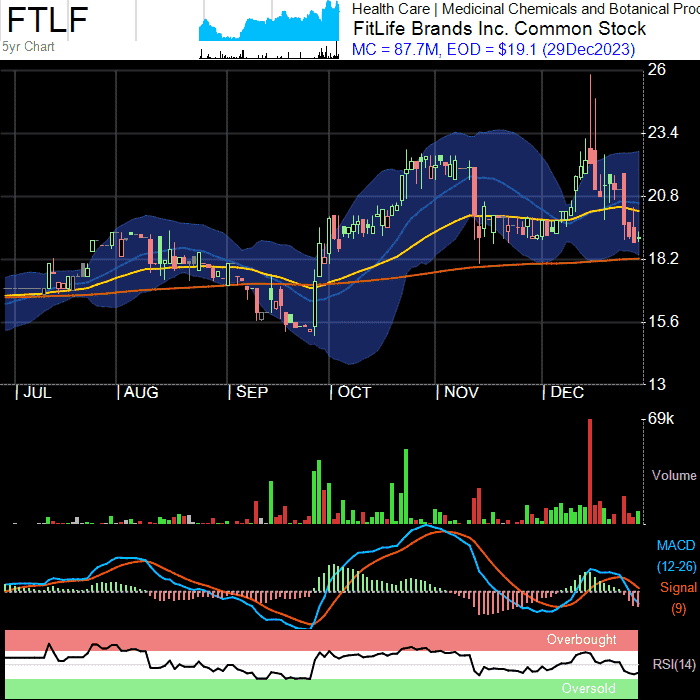 FTLF
5yr Chart
Health Care | Medicinal Chemicals and Botanical Proc
FitLife Brands Inc. Common Stock
MC = 87.7M, EOD = $19.1 (29Dec2023)
26
23.4
20.8
18.2
15.6
13
| JUL | AUG | SEP | OCT | NOV | DEC
69k
Volume
MACD
(12-26)
Signal
(9)
Overbought
RSI(14)
Oversold